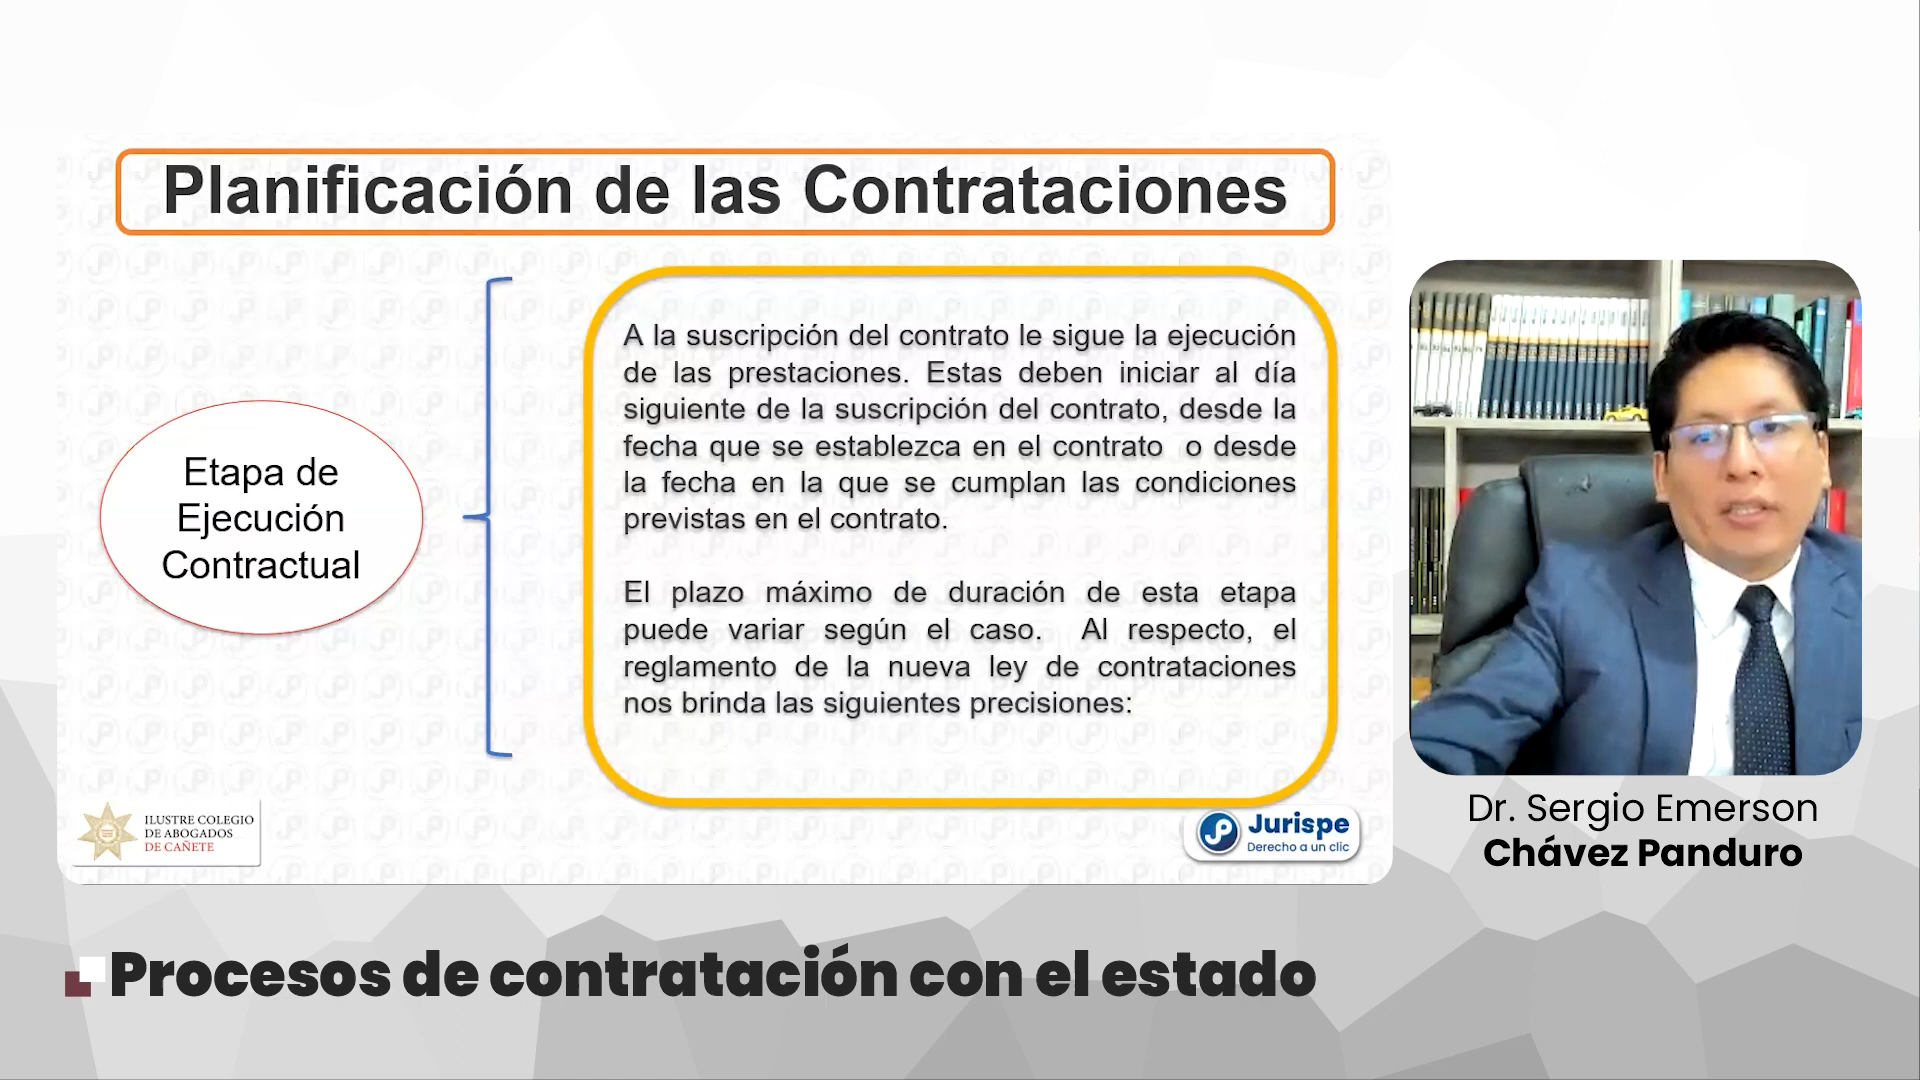 Planificación de las Contrataciones
Etapa de
Ejecución
Contractual
A la suscripción del contrato le sigue la ejecución
de las prestaciones. Estas deben iniciar al día
siguiente de la suscripción del contrato, desde la
fecha que se establezca en el contrato o desde
la fecha en la que se cumplan las condiciones
previstas en el contrato.
El plazo máximo de duración de esta etapa
puede variar según el caso. Al respecto, el
reglamento de la nueva ley de contrataciones
nos brinda las siguientes precisiones:
ILUSTRE COLEGIO
DE ABOGADOS
DE CAÑETE
Jurispe
Derecho a un clic
Dr. Sergio Emerson
Chávez Panduro
Procesos de contratación con el estado